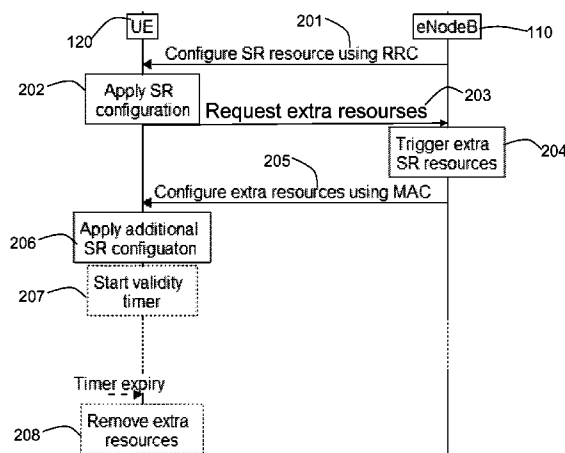 UE
eNodeB
120
110
201
Configure SR resource using RRC
202
Apply SR
configuration
203
Request extra resourses
Trigger extra
SR resources
204
205
Configure extra resources using MAC
206
Apply additional
SR configuraton
207
Start validity
timer
Timer expiry
208
Remove extra
resources